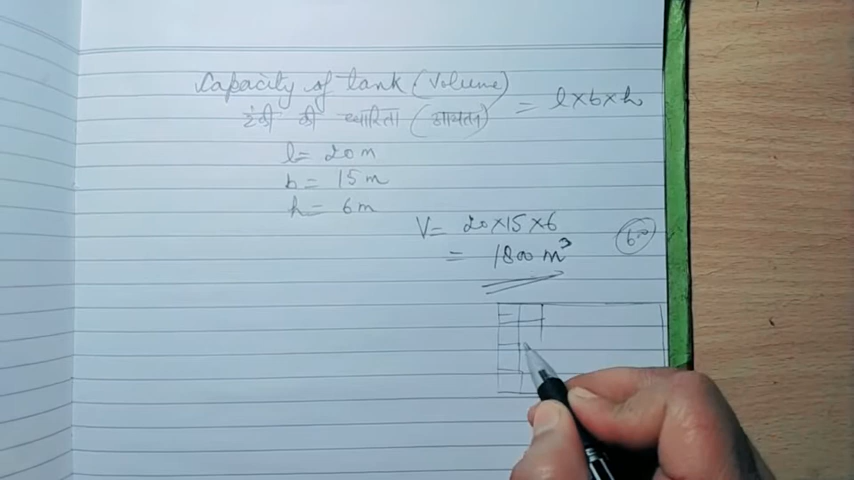 Capacity of tank (Volume)
टंकी की धारिता (आयतन) = l×b×h
l= 20 m
b = 15 m
h = 6 m
V= 20×15×6
= 1800 m³